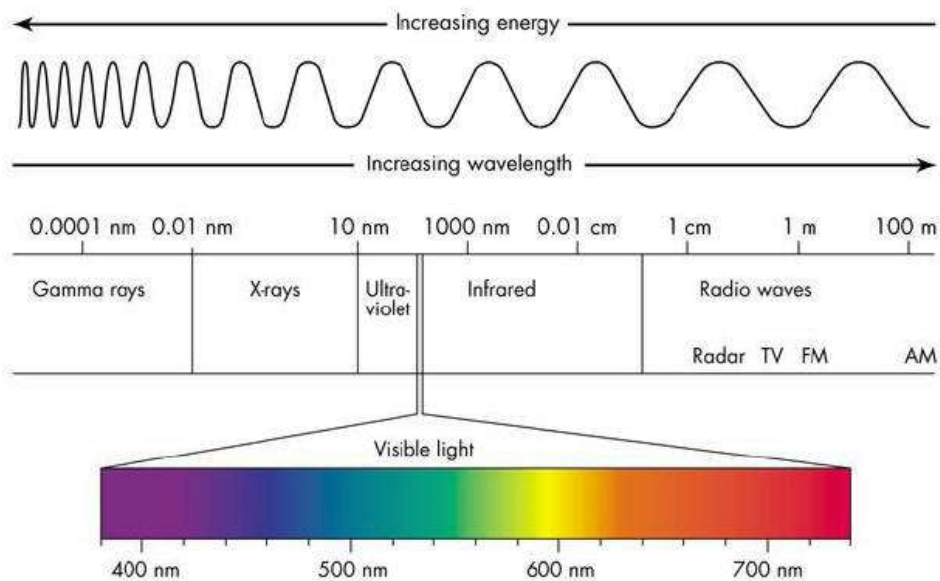 Increasing energy
Increasing wavelength
0.0001 nm 0.01 nm 10 nm 1000 nm 0.01 cm 1 cm 1 m 100 m
Gamma rays X-rays Ultra- Infrared Radio waves
violet
Radar TV FM AM
Visible light
400 nm 500 nm 600 nm 700 nm